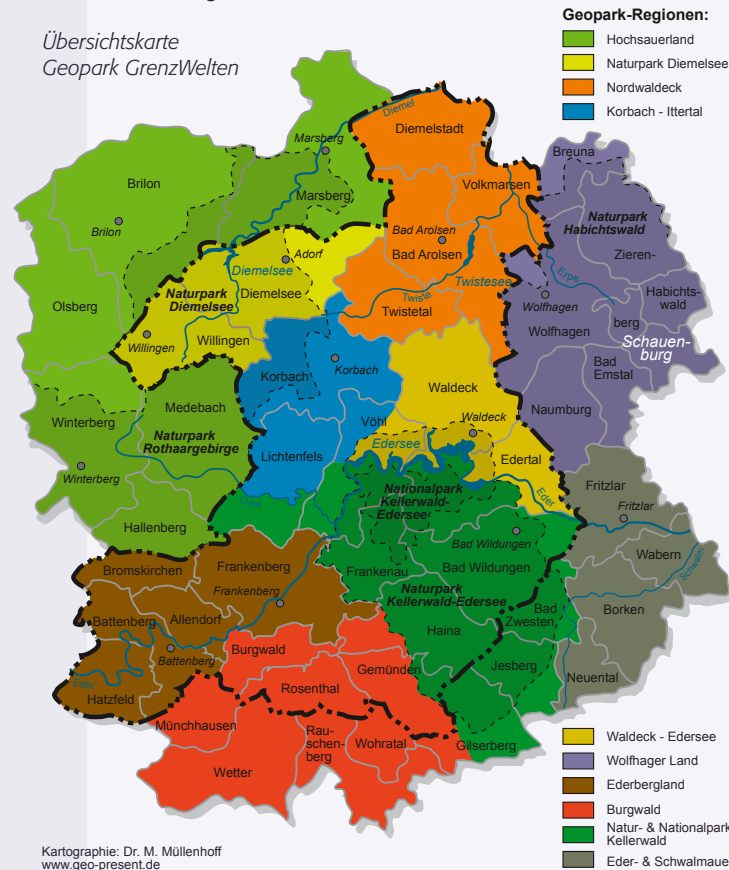 Geopark-Regionen:
Hochsauerland
Naturpark Diemelsee
Nordwaldeck
Korbach - Ittertal
Übersichtskarte
Geopark GrenzWelten
Diemel
Diemelstadt
Marsberg
Marsberg
Brilon
Brilon
Volkmarsen
Breuna
Naturpark
Habichtswald
Zieren-
berg
Habichts-
wald
Schauen-
burg
Erpe
Wolfhagen
Wolfhagen
Bad
Emstal
Naumburg
Bad Arolsen
Bad Arolsen
Twistesee
Twiste
Twistetal
Adorf
Diemelsee
Diemelsee
Naturpark
Diemelsee
Willingen
Willingen
Olsberg
Korbach
Korbach
Waldeck
Waldeck
Medebach
Winterberg
Naturpark
Rothaargebirge
Winterberg
Vöhl
Edersee
Lichtenfels
Edertal
Eder
Hallenberg
Nationalpark
Kellerwald-
Edersee
Fritzlar
Fritzlar
Bad Wildungen
Bad Wildungen
Wabern
Schwalm
Bromskirchen
Frankenberg
Frankenberg
Frankenau
Naturpark
Kellerwald-Edersee
Battenberg
Allendorf
Battenberg
Bad
Zwesten
Borken
Haina
Burgwald
Gemünden
Jesberg
Neuental
Eder
Hatzfeld
Rosenthal
Münchhausen
Rau-
schen-
berg
Wohratal
Gilserberg
Wetter
Waldeck - Edersee
Wolfhager Land
Ederbergland
Burgwald
Natur- & Nationalpark
Kellerwald
Eder- & Schwalmaue
Kartographie: Dr. M. Müllenhoff
www.geo-present.de